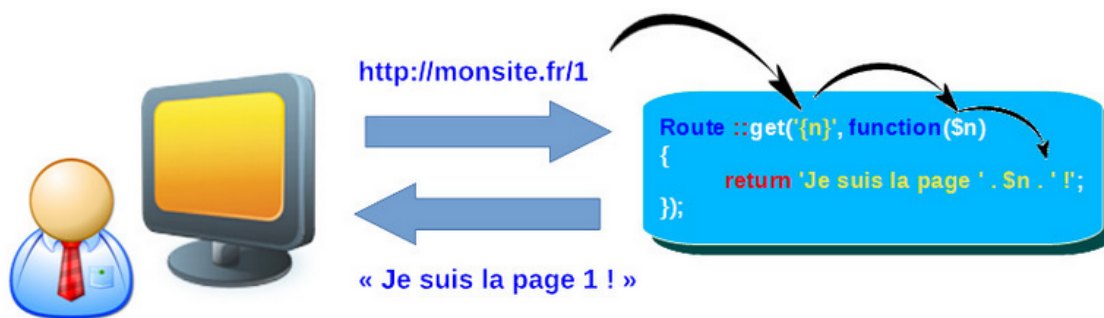 http://monsite.fr/1
Route ::get('{n}', function($n)
{
return 'Je suis la page ' . $n . ' !';
});
« Je suis la page 1 ! »